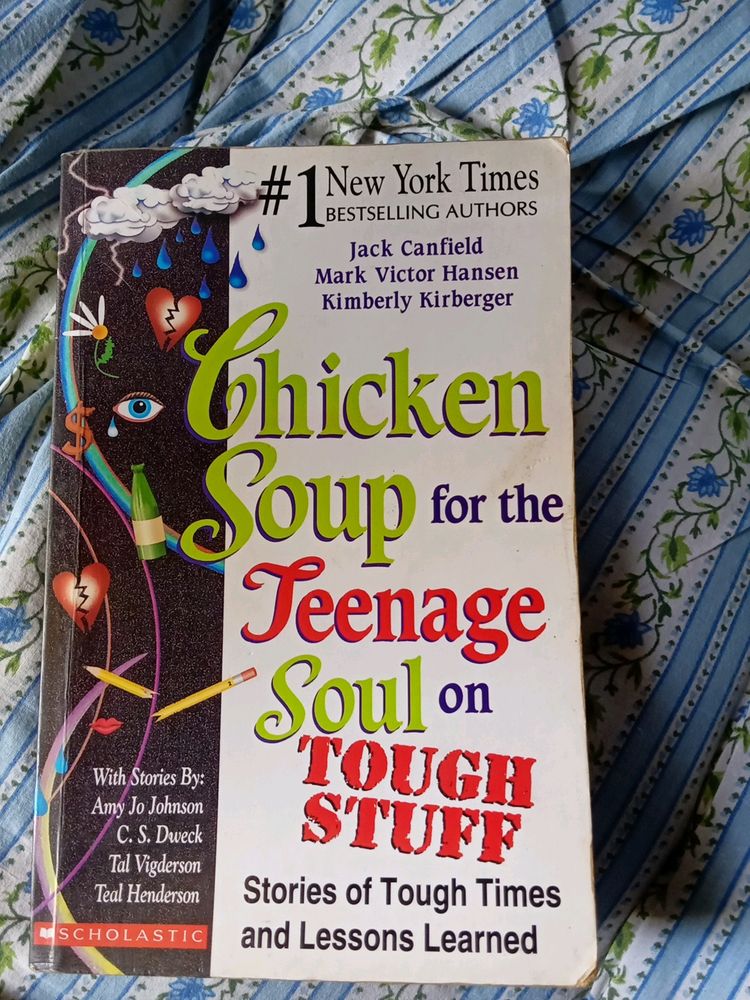 #1 New York Times
BESTSELLING AUTHORS
Jack Canfield
Mark Victor Hansen
Kimberly Kirberger
Chicken
Soup for the
Teenage
Soul on
TOUGH
STUFF
Stories of Tough Times
and Lessons Learned
With Stories By:
Amy Jo Johnson
C. S. Dweck
Tal Vigderson
Teal Henderson
SCHOLASTIC
$